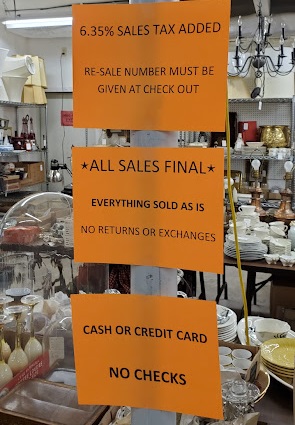 6.35% SALES TAX ADDED
RE-SALE NUMBER MUST BE
GIVEN AT CHECK OUT
★ALL SALES FINAL★
EVERYTHING SOLD AS IS
NO RETURNS OR EXCHANGES
CASH OR CREDIT CARD
NO CHECKS